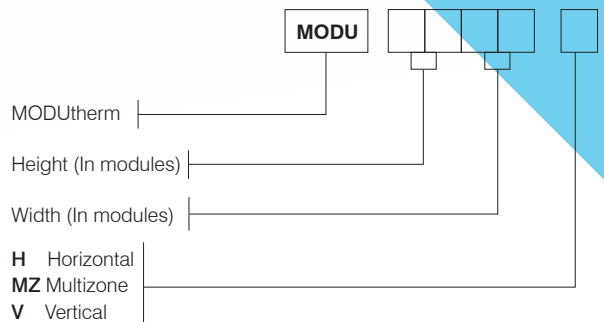 MODU
MODUtherm
Height (In modules)
Width (In modules)
H Horizontal
MZ Multizone
V Vertical